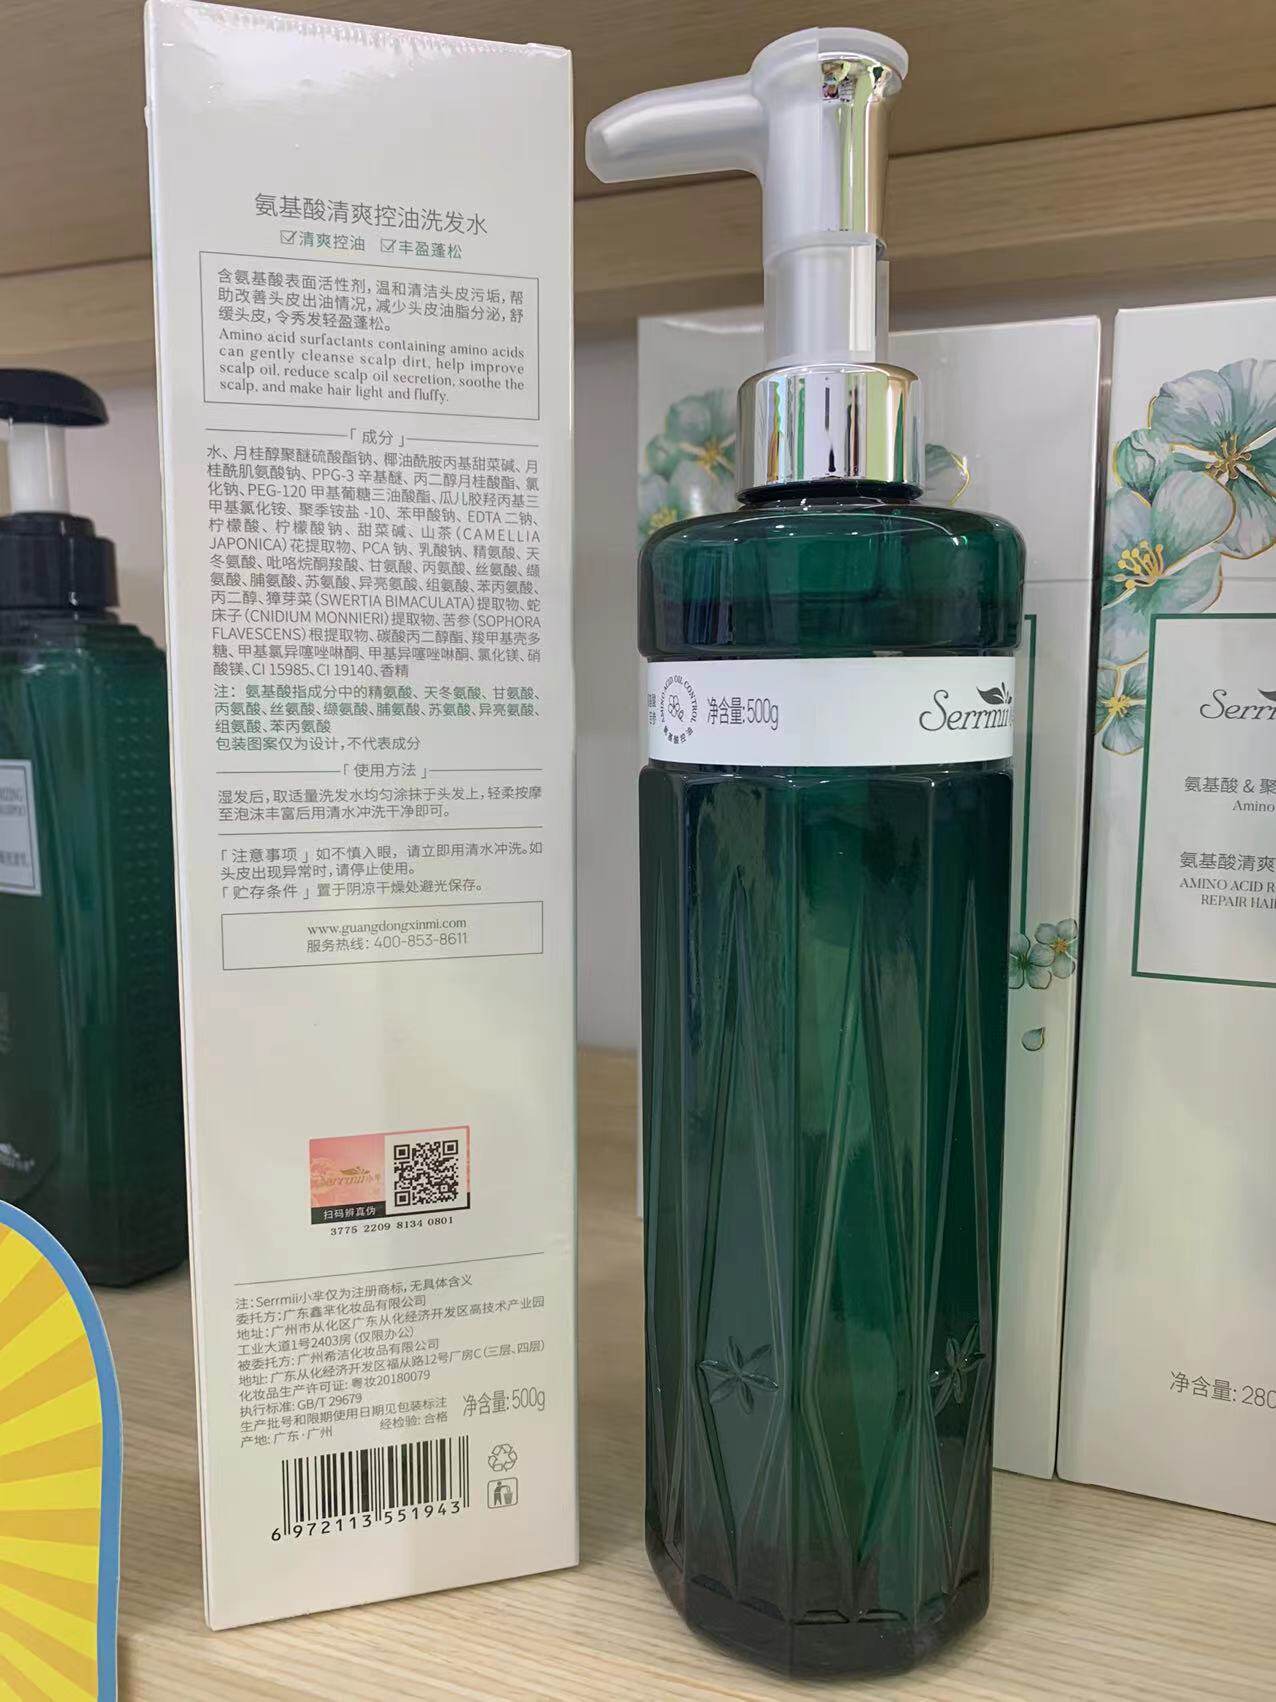 氨基酸清爽控油洗发水
清爽控油 丰盈蓬松
含氨基酸表面活性剂，温和清洁头皮污垢，帮
助改善头皮出油情况，减少头皮油脂分泌，舒
缓头皮，令秀发轻盈蓬松。
Amino acid surfactants containing amino acids
can gently cleanse scalp dirt, help improve
scalp oil, reduce scalp oil secretion, soothe the
scalp, and make hair light and fluffy.
「 成分 」
水、月桂醇聚醚硫酸酯钠、椰油酰胺丙基甜菜碱、月
桂酰肌氨酸钠、PPG-3 辛基醚、丙二醇月桂酸酯、氯
化钠、PEG-120 甲基葡糖三油酸酯、瓜儿胶羟丙基三
甲基氯化铵、聚季铵盐 -10、苯甲酸钠、EDTA 二钠、
柠檬酸、柠檬酸钠、甜菜碱、山茶（CAMELLIA
JAPONICA）花提取物、PCA 钠、乳酸钠、精氨酸、天
冬氨酸、吡咯烷酮羧酸、甘氨酸、丙氨酸、丝氨酸、缬
氨酸、脯氨酸、苏氨酸、异亮氨酸、组氨酸、苯丙氨酸、
丙二醇、獐芽菜（SWERTIA BIMACULATA）提取物、蛇
床子（CNIDIUM MONNIERI）提取物、苦参（SOPHORA
FLAVESCENS）根提取物、碳酸丙二醇酯、羧甲基壳多
糖、甲基氯异噻唑啉酮、甲基异噻唑啉酮、氯化镁、硝
酸镁、CI 15985、CI 19140、香精
注：氨基酸指成分中的精氨酸、天冬氨酸、甘氨酸、
丙氨酸、丝氨酸、缬氨酸、脯氨酸、苏氨酸、异亮氨酸、
组氨酸、苯丙氨酸
包装图案仅为设计，不代表成分
「 使用方法 」
湿发后，取适量洗发水均匀涂抹于头发上，轻柔按摩
至泡沫丰富后用清水冲洗干净即可。
「 注意事项 」如不慎入眼，请立即用清水冲洗。如
头皮出现异常时，请停止使用。
「 贮存条件 」置于阴凉干燥处避光保存。
www.guangdongxinmi.com
服务热线：400-853-8611
扫码辨真伪
3775 2209 8134 0801
注：Serrmii小芈仅为注册商标，无具体含义
委托方：广东鑫芈化妆品有限公司
地址：广州市从化区广东从化经济开发区高技术产业园
工业大道1号2403房（仅限办公）
被委托方：广州希洁化妆品有限公司
地址：广东从化经济开发区福从路12号厂房C（三层、四层）
化妆品生产许可证：粤妆20180079
执行标准：GB/T 29679
生产批号和限期使用日期见包装标注
产地：广东·广州 经检验：合格
净含量：500g
6 972113 551943
AMINO ACID OIL CONTROL
氨基酸控油
净含量：500g
Serrmii
氨基酸 & 聚
Amino
氨基酸清爽
AMINO ACID R
REPAIR HAI
净含量：280